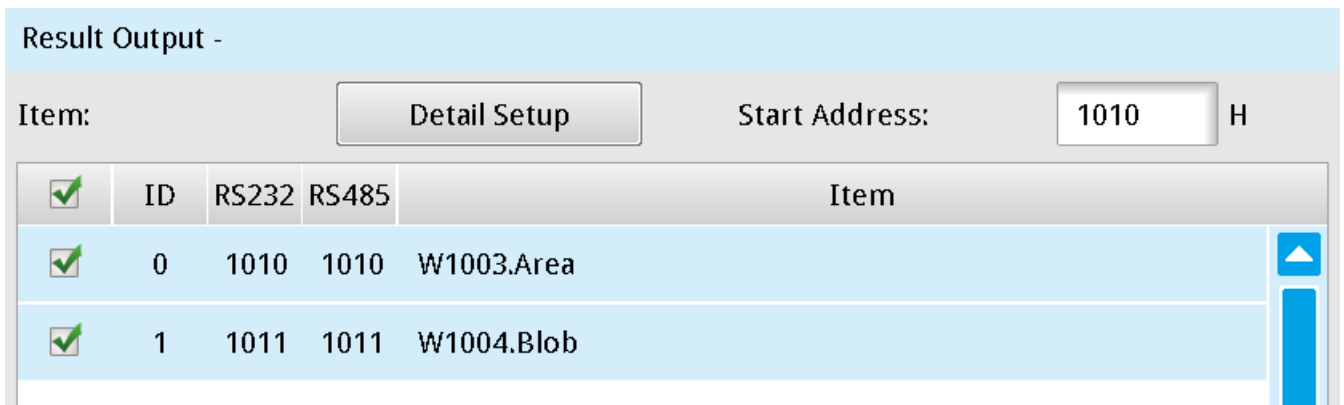 Result Output -
Item: Detail Setup Start Address: 1010 H
ID RS232 RS485 Item
0 1010 1010 W1003.Area
1 1011 1011 W1004.Blob